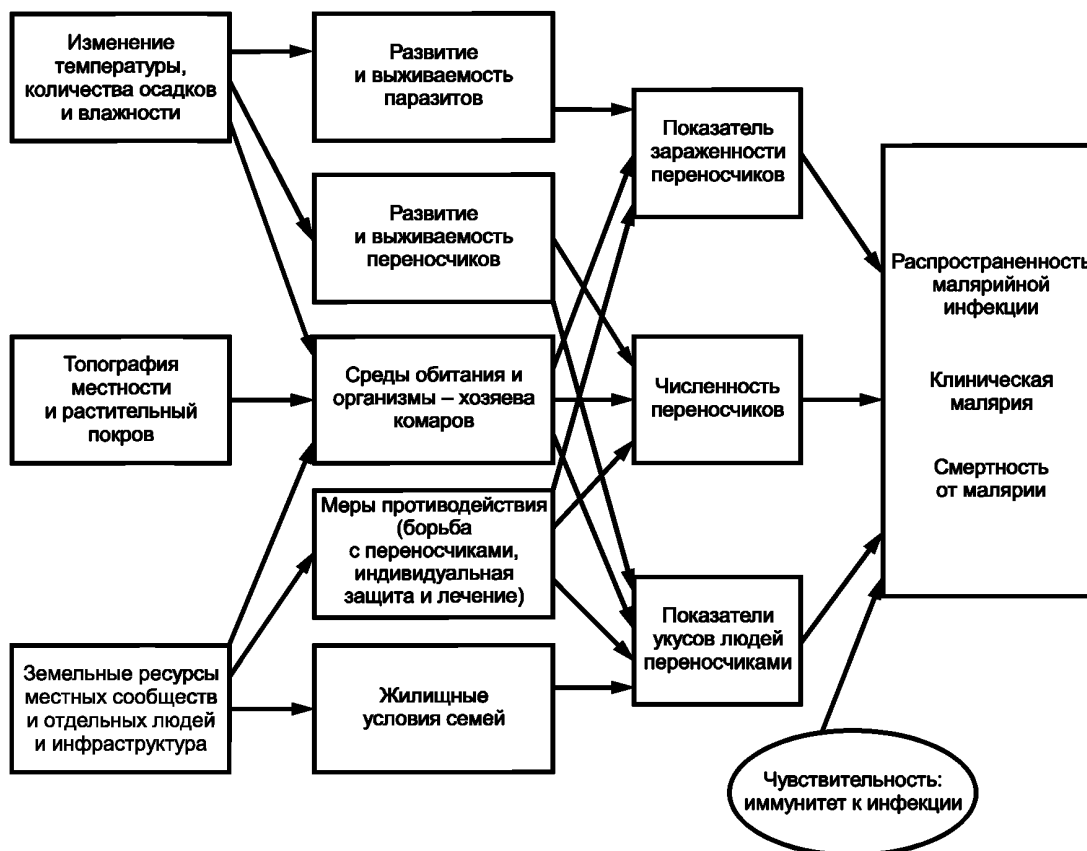 Изменение
температуры,
количества осадков
и влажности
Развитие
и выживаемость
паразитов
Показатель
зараженности
переносчиков
Развитие
и выживаемость
переносчиков
Распространенность
малярийной
инфекции
Клиническая
малярия
Смертность
от малярии
Топография
местности
и растительный
покров
Среды обитания и
организмы – хозяева
комаров
Численность
переносчиков
Меры противодействия
(борьба
с переносчиками,
индивидуальная
защита и лечение)
Показатели
укусов людей
переносчиками
Земельные ресурсы
местных сообществ
и отдельных людей
и инфраструктура
Жилищные
условия семей
Чувствительность:
иммунитет к инфекции